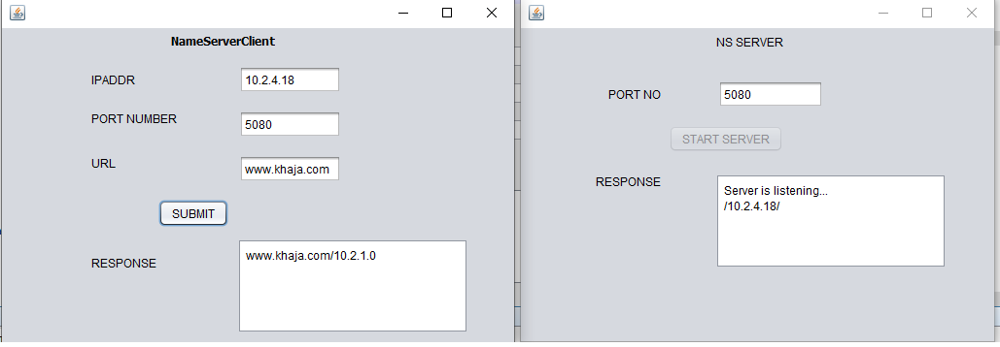 NameServerClient
IPADDR 10.2.4.18
PORT NUMBER 5080
URL www.khaja.com
SUBMIT
RESPONSE www.khaja.com/10.2.1.0
NS SERVER
PORT NO 5080
START SERVER
RESPONSE Server is listening...
/10.2.4.18/